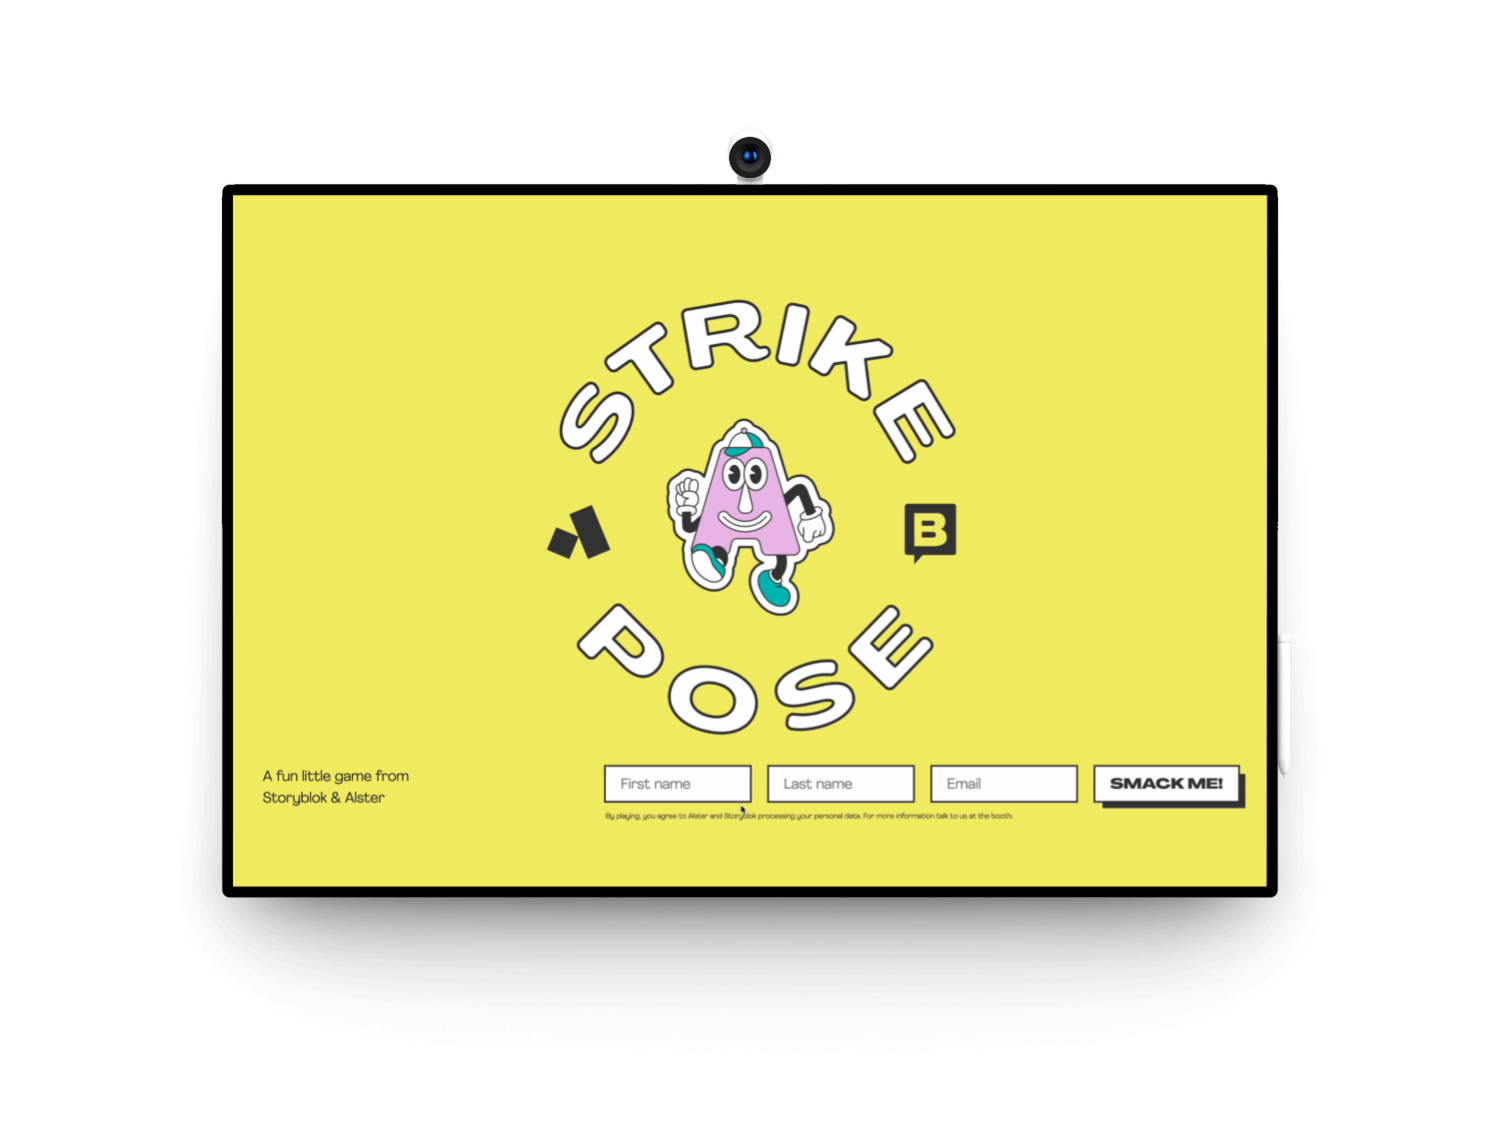 STRIKE
B
POSE
A fun little game from
Storyblok & Alster
First name
Last name
Email
SMACK ME!
By playing, you agree to Alster and Storyblok processing your personal data. For more information talk to us at the booth.